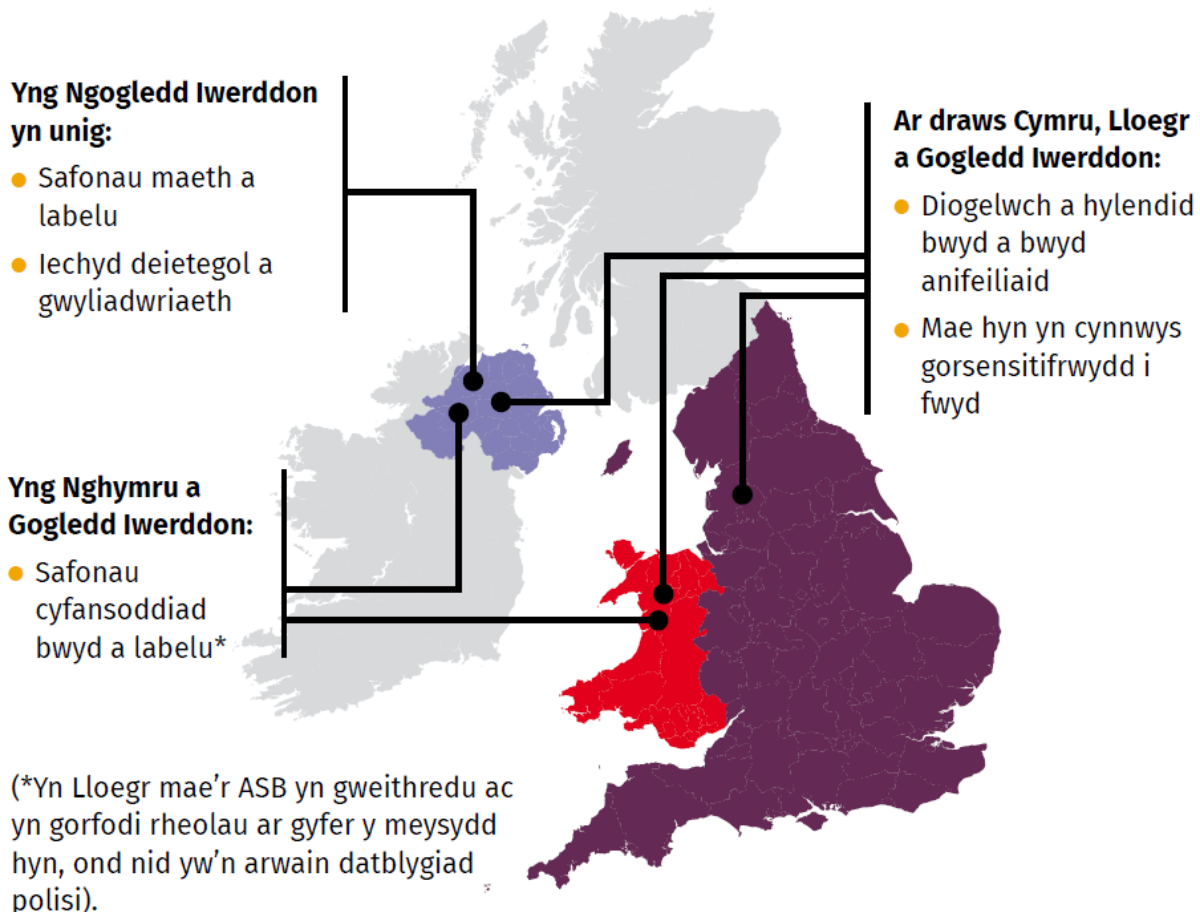 Yng Ngogledd Iwerddon
yn unig:
Safonau maeth a
labelu
Iechyd deietegol a
gwyliadwriaeth
Ar draws Cymru, Lloegr
a Gogledd Iwerddon:
Diogelwch a hylendid
bwyd a bwyd
anifeiliaid
Mae hyn yn cynnwys
gorsensitifrwydd i
fwyd
Yng Nghymru a
Gogledd Iwerddon:
Safonau
cyfansoddiad
bwyd a labelu*
(*Yn Lloegr mae'r ASB yn gweithredu ac
yn gorfodi rheolau ar gyfer y meysydd
hyn, ond nid yw'n arwain datblygiad
polisi).